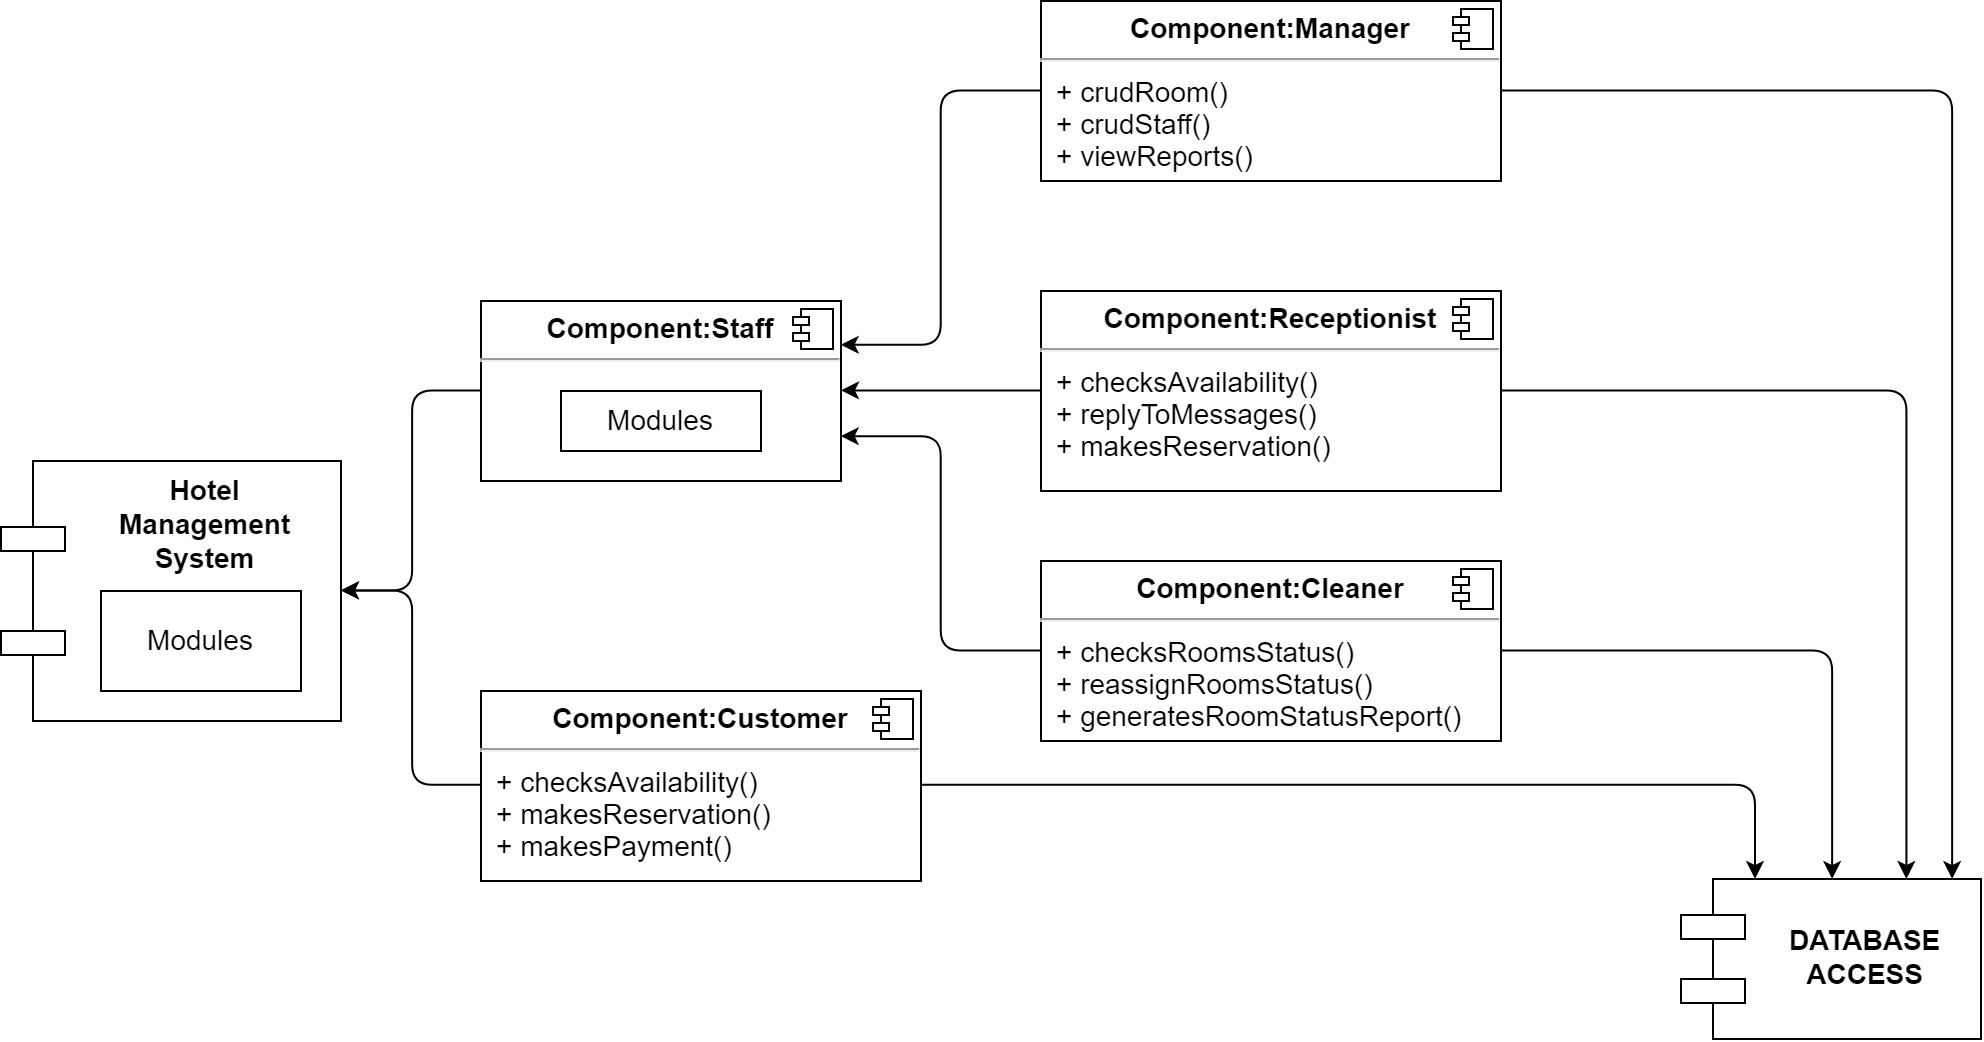 Component:Manager
+ crudRoom()
+ crudStaff()
+ viewReports()
Component:Staff
Modules
Component:Receptionist
+ checksAvailability()
+ replyToMessages()
+ makesReservation()
Hotel
Management
System
Modules
Component:Cleaner
+ checksRoomsStatus()
+ reassignRoomsStatus()
+ generatesRoomStatusReport()
Component:Customer
+ checksAvailability()
+ makesReservation()
+ makesPayment()
DATABASE
ACCESS